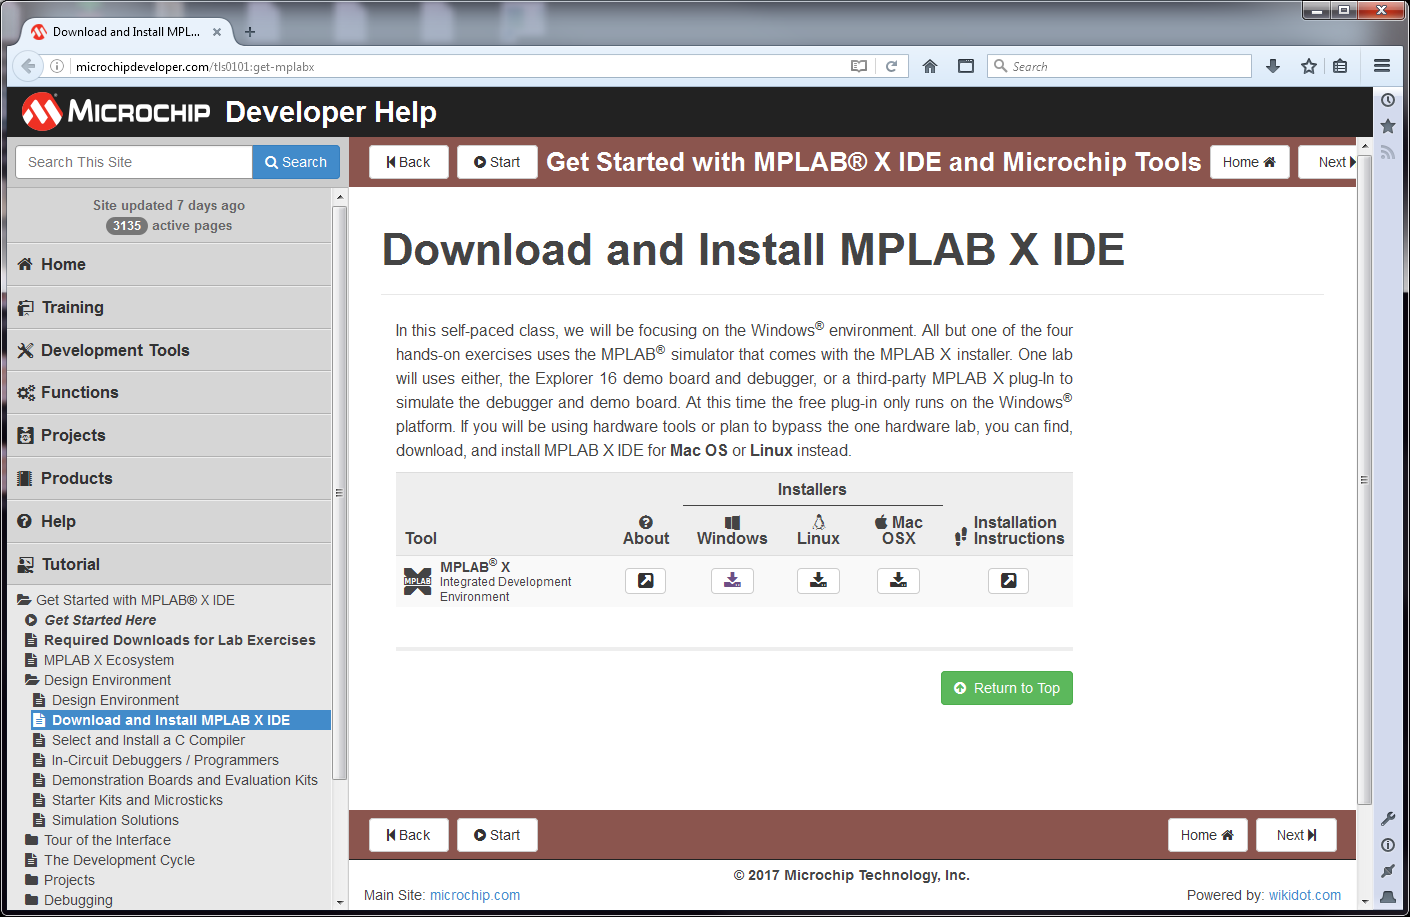 Download and Install MPL...
microchipdeveloper.com/tls0101:get-mplabx
Search
MICROCHIP Developer Help
Search This Site
Search
Back
Start
Get Started with MPLAB® X IDE and Microchip Tools
Home
Next
Site updated 7 days ago
3135 active pages
Home
Training
Development Tools
Functions
Projects
Products
Help
Tutorial
Get Started with MPLAB® X IDE
Get Started Here
Required Downloads for Lab Exercises
MPLAB X Ecosystem
Design Environment
Design Environment
Download and Install MPLAB X IDE
Select and Install a C Compiler
In-Circuit Debuggers / Programmers
Demonstration Boards and Evaluation Kits
Starter Kits and Microsticks
Simulation Solutions
Tour of the Interface
The Development Cycle
Projects
Debugging
Download and Install MPLAB X IDE
In this self-paced class, we will be focusing on the Windows® environment. All but one of the four
hands-on exercises uses the MPLAB® simulator that comes with the MPLAB X installer. One lab
will uses either, the Explorer 16 demo board and debugger, or a third-party MPLAB X plug-In to
simulate the debugger and demo board. At this time the free plug-in only runs on the Windows®
platform. If you will be using hardware tools or plan to bypass the one hardware lab, you can find,
download, and install MPLAB X IDE for Mac OS or Linux instead.
Installers
Tool
About
Windows
Linux
Mac
OSX
Installation
Instructions
MPLAB
MPLAB® X
Integrated Development
Environment
Return to Top
Back
Start
Home
Next
© 2017 Microchip Technology, Inc.
Main Site: microchip.com
Powered by: wikidot.com